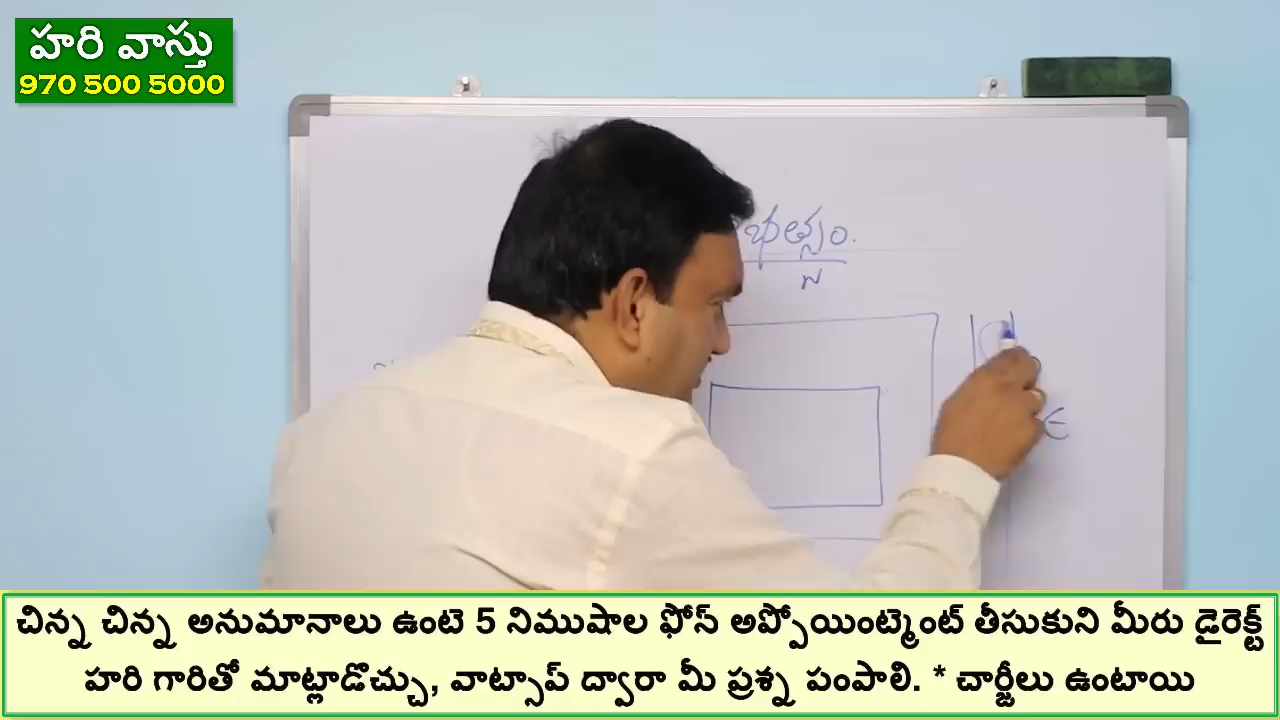 హరి వాస్తు
970 500 5000
భత్సం.
N
E
చిన్న చిన్న అనుమానాలు ఉంటె 5 నిముషాల ఫోన్ అప్పోయింట్మెంట్ తీసుకుని మీరు డైరెక్ట్
హరి గారితో మాట్లాడొచ్చు, వాట్సాప్ ద్వారా మీ ప్రశ్న పంపాలి. * చార్జీలు ఉంటాయి